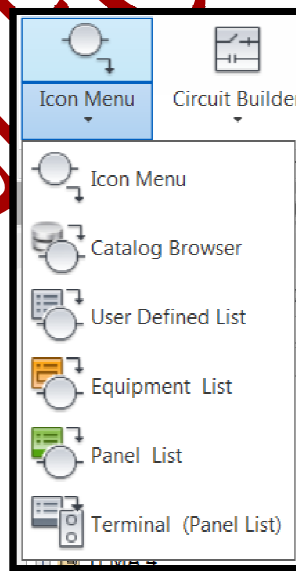 Icon Menu Circuit Builder
Icon Menu
Catalog Browser
User Defined List
Equipment List
Panel List
Terminal (Panel List)